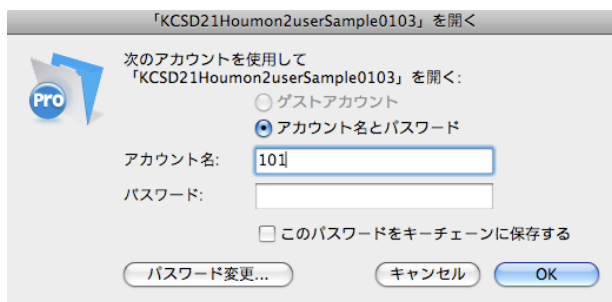 「KCSD21Houmon2userSample0103」を開く
次のアカウントを使用して
「KCSD21Houmon2userSample0103」を開く:
ゲストアカウント
アカウント名とパスワード
アカウント名: 101
パスワード:
このパスワードをキーチェーンに保存する
パスワード変更... キャンセル OK
Pro